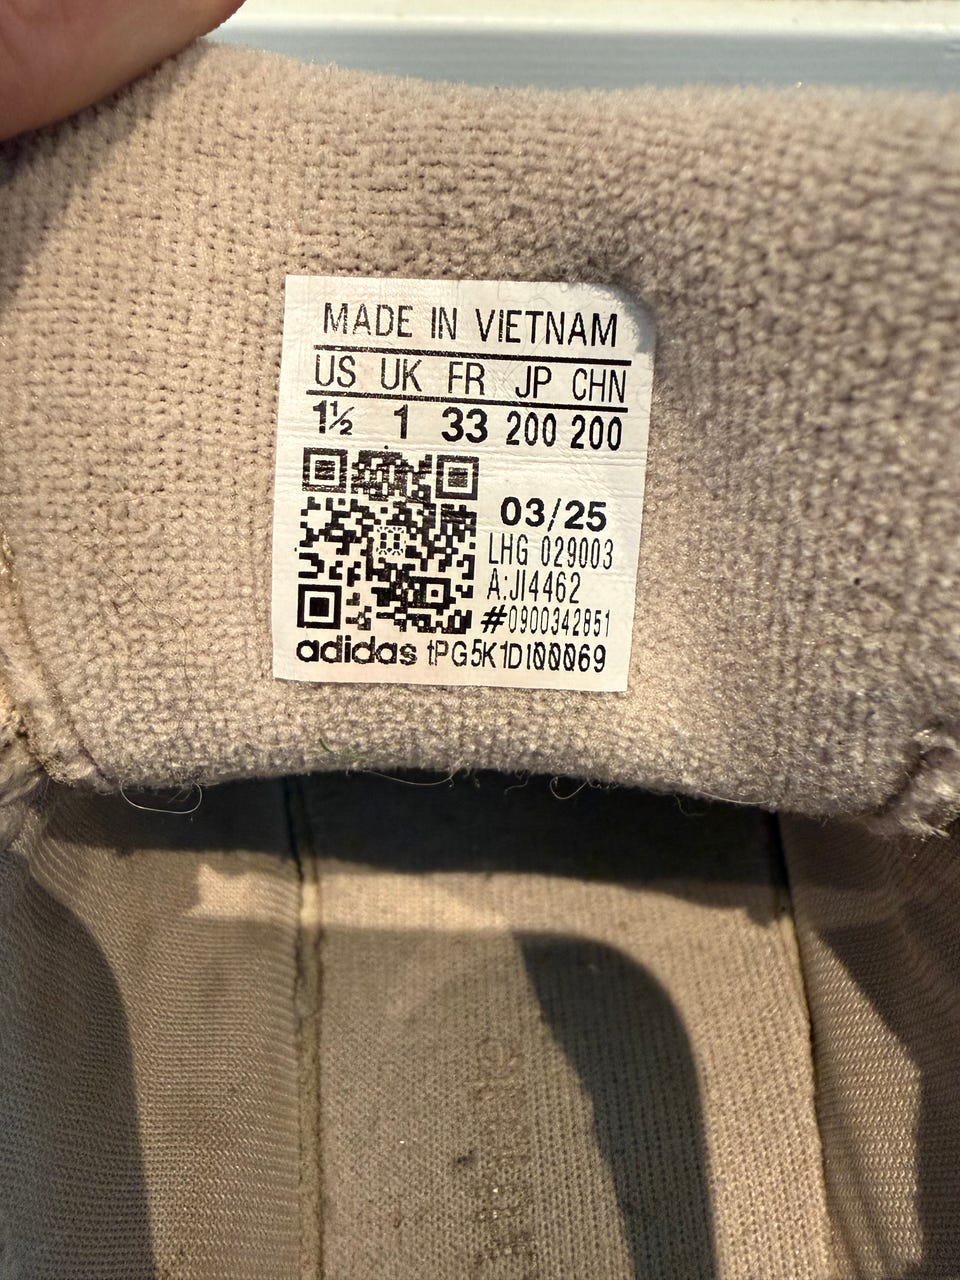 MADE IN VIETNAM
US UK FR JP CHN
1½ 1 33 200 200
03/25
LHG 029003
A:JI4462
#0900342851
adidas